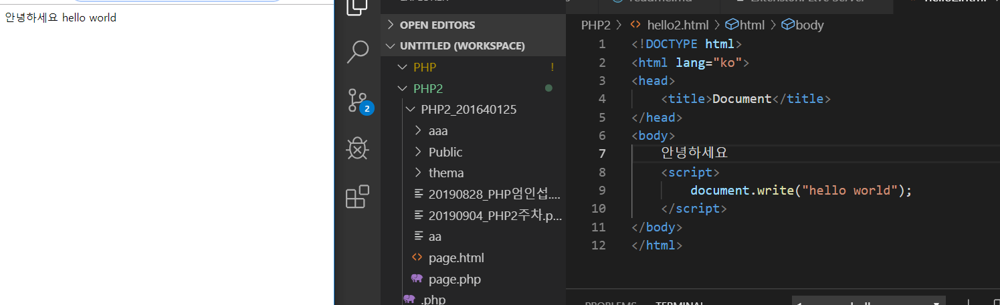 안녕하세요 hello world
OPEN EDITORS
UNTITLED (WORKSPACE)
PHP !
PHP2
PHP2_201640125
aaa
Public
thema
20190828_PHP엄인섭....
20190904_PHP2주차.p...
aa
page.html
page.php
.php
2
PHP2 > hello2.html > html > body
1 <!DOCTYPE html>
2 <html lang="ko">
3 <head>
4 <title>Document</title>
5 </head>
6 <body>
7 안녕하세요
8 <script>
9 document.write("hello world");
10 </script>
11 </body>
12 </html>
PROBLEMS TERMINAL